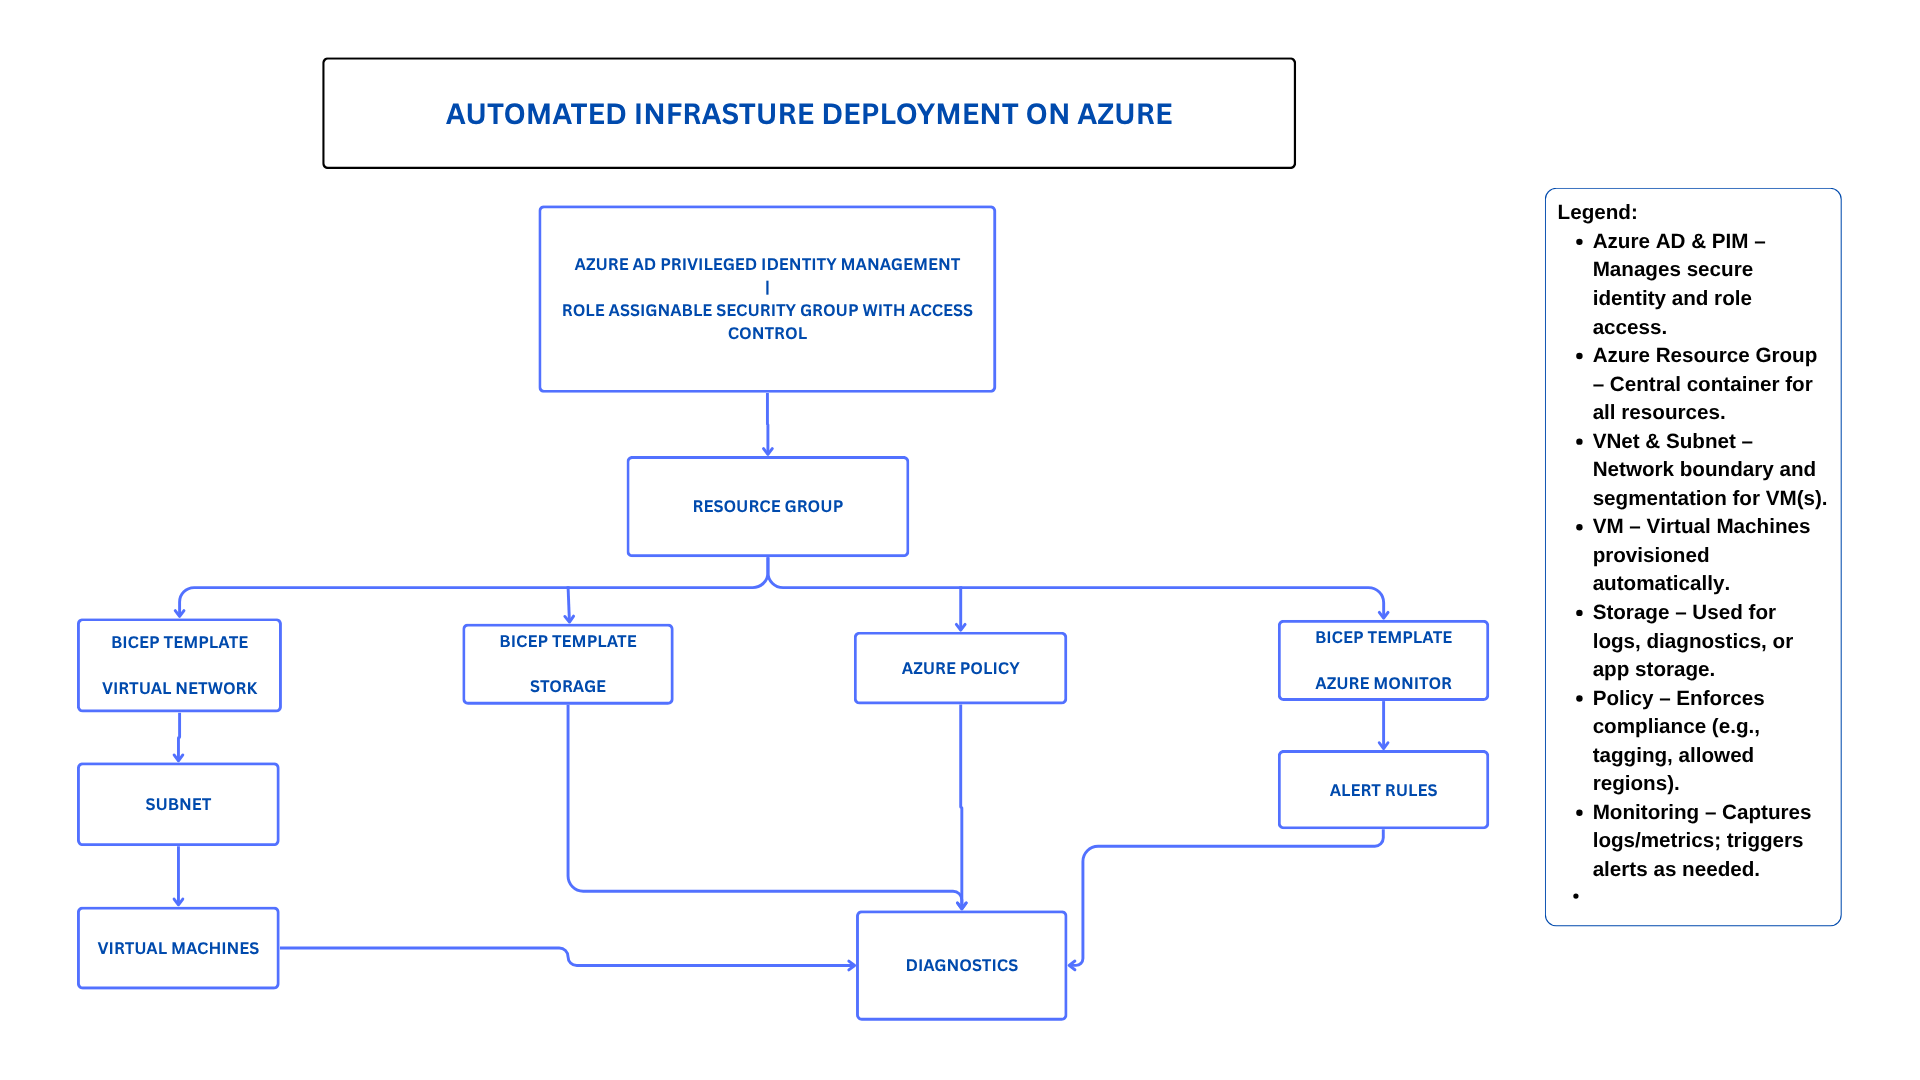 AUTOMATED INFRASTURE DEPLOYMENT ON AZURE
AZURE AD PRIVILEGED IDENTITY MANAGEMENT
|
ROLE ASSIGNABLE SECURITY GROUP WITH ACCESS
CONTROL
RESOURCE GROUP
BICEP TEMPLATE
VIRTUAL NETWORK
BICEP TEMPLATE
STORAGE
AZURE POLICY
BICEP TEMPLATE
AZURE MONITOR
SUBNET
ALERT RULES
VIRTUAL MACHINES
DIAGNOSTICS
Legend:
• Azure AD & PIM –
Manages secure
identity and role
access.
• Azure Resource Group
– Central container for
all resources.
• VNet & Subnet –
Network boundary and
segmentation for VM(s).
• VM – Virtual Machines
provisioned
automatically.
• Storage – Used for
logs, diagnostics, or
app storage.
• Policy – Enforces
compliance (e.g.,
tagging, allowed
regions).
• Monitoring – Captures
logs/metrics; triggers
alerts as needed.
•